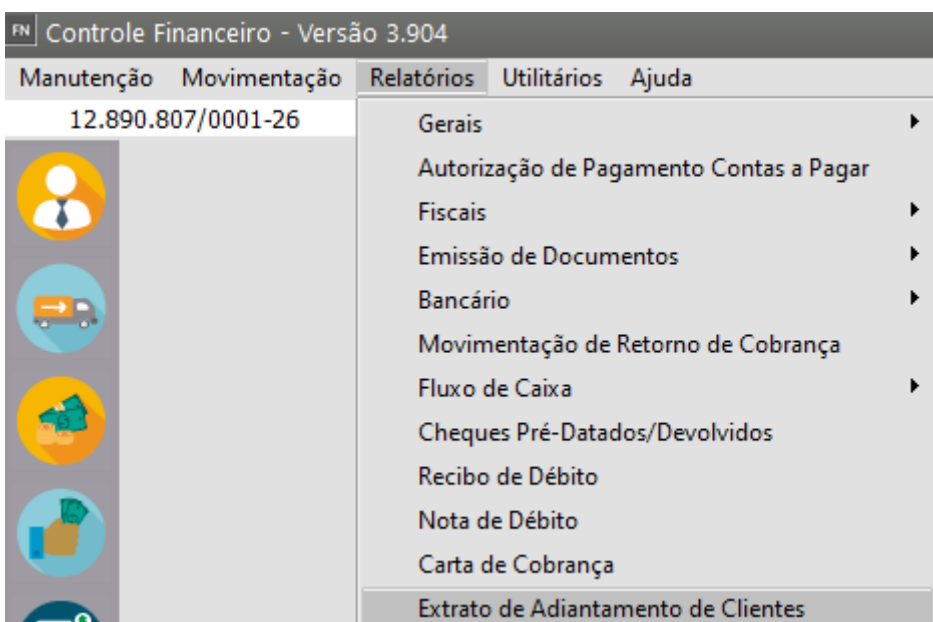 FN Controle Financeiro - Versão 3.904
Manutenção Movimentação Relatórios Utilitários Ajuda
12.890.807/0001-26
Gerais
Autorização de Pagamento Contas a Pagar
Fiscais
Emissão de Documentos
Bancário
Movimentação de Retorno de Cobrança
Fluxo de Caixa
Cheques Pré-Datados/Devolvidos
Recibo de Débito
Nota de Débito
Carta de Cobrança
Extrato de Adiantamento de Clientes